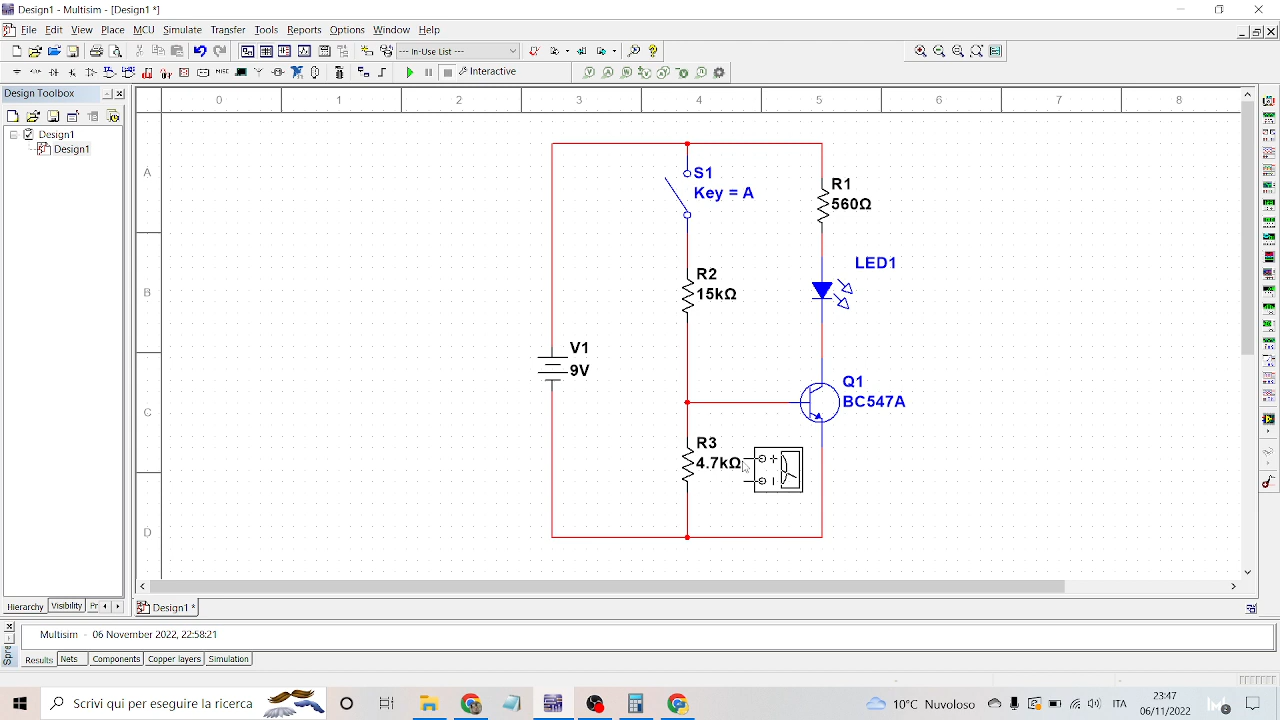 Design1 - Multisim - [Design1 *]
File Edit View Place MCU Simulate Transfer Tools Reports Options Window Help
--- In-Use List ---
Interactive
Design Toolbox
Design1
Design1
0 1 2 3 4 5 6 7 8
A
B
C
D
S1
Key = A
R1
560Ω
R2
15kΩ
LED1
V1
9V
Q1
BC547A
R3
4.7kΩ
Hierarchy Visibility Pr
Design1 *
Spre
Multisim - 06 November 2022, 22:58:21
Results Nets Components Copper layers Simulation
Scrivi qui per eseguire la ricerca
10°C Nuvoloso
ITA
23:47
06/11/2022
2